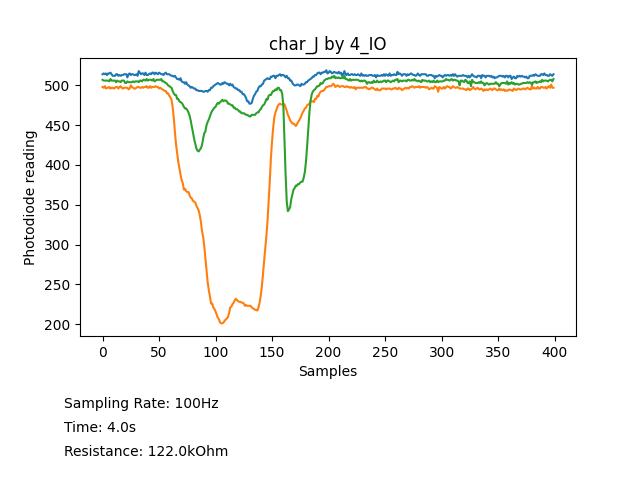 char_J by 4_IO
Photodiode reading
500
450
400
350
300
250
200
0 50 100 150 200 250 300 350 400
Samples
Sampling Rate: 100Hz
Time: 4.0s
Resistance: 122.0kOhm